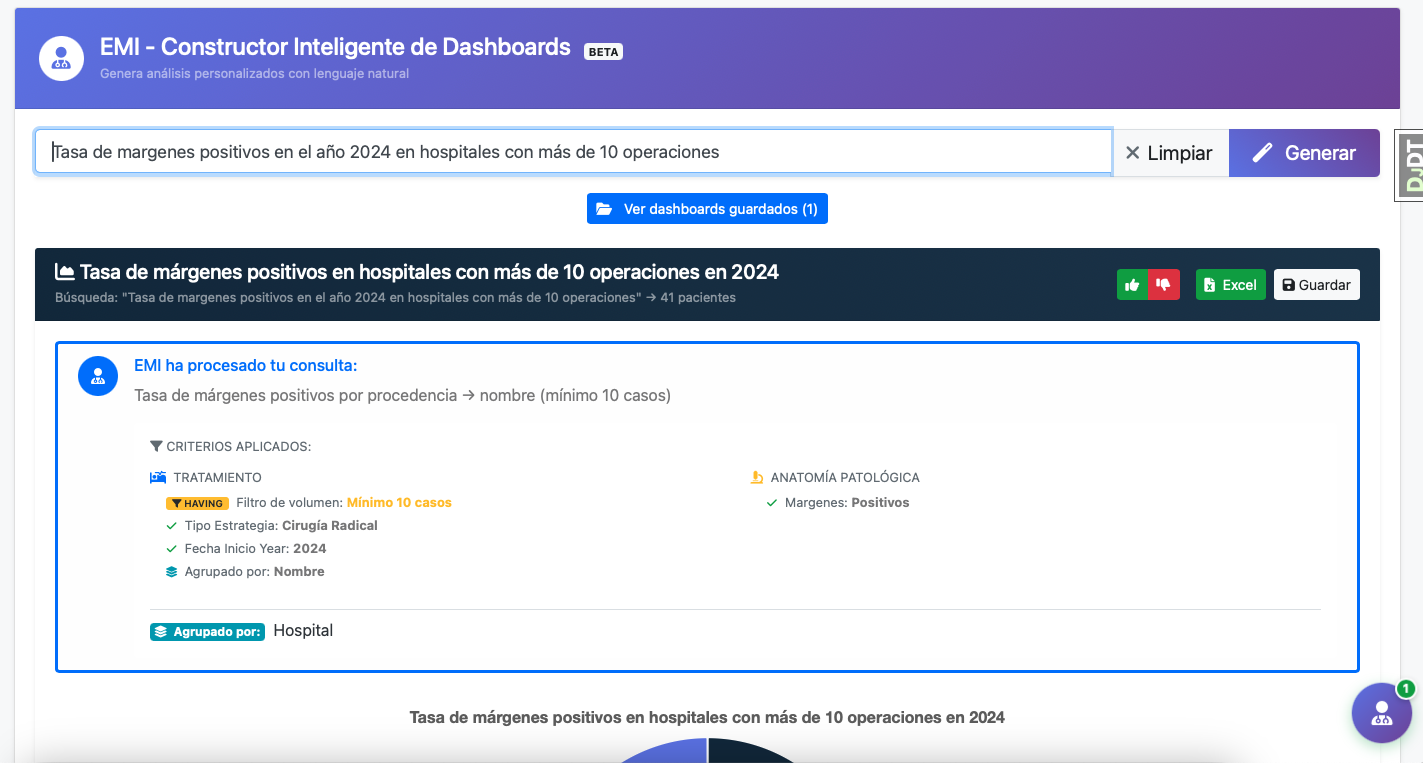 EMI - Constructor Inteligente de Dashboards BETA
Genera análisis personalizados con lenguaje natural
Tasa de margenes positivos en el año 2024 en hospitales con más de 10 operaciones
Limpiar
Generar
DjDT
Ver dashboards guardados (1)
Tasa de márgenes positivos en hospitales con más de 10 operaciones en 2024
Búsqueda: "Tasa de margenes positivos en el año 2024 en hospitales con más de 10 operaciones" → 41 pacientes
Excel
Guardar
EMI ha procesado tu consulta:
Tasa de márgenes positivos por procedencia → nombre (mínimo 10 casos)
CRITERIOS APLICADOS:
TRATAMIENTO
HAVING Filtro de volumen: Mínimo 10 casos
Tipo Estrategia: Cirugía Radical
Fecha Inicio Year: 2024
Agrupado por: Nombre
ANATOMÍA PATOLÓGICA
Margenes: Positivos
Agrupado por: Hospital
1
Tasa de márgenes positivos en hospitales con más de 10 operaciones en 2024